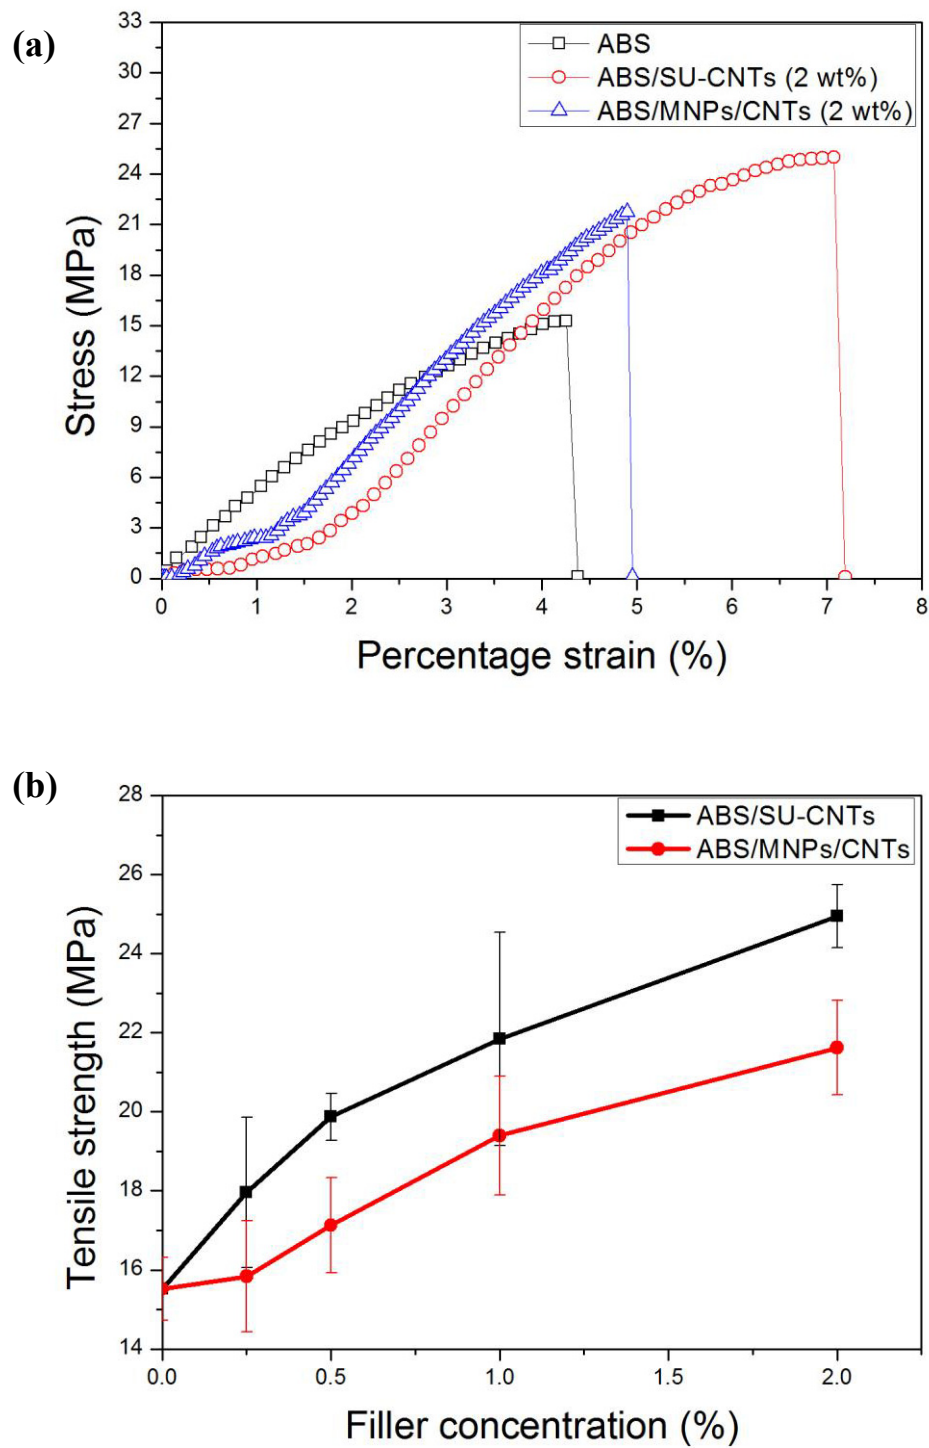 (a)
33
30
27
24
21
18
15
12
9
6
3
0
Stress (MPa)
ABS
ABS/SU-CNTs (2 wt%)
ABS/MNPs/CNTs (2 wt%)
0 1 2 3 4 5 6 7 8
Percentage strain (%)
(b)
28
26
24
22
20
18
16
14
Tensile strength (MPa)
ABS/SU-CNTs
ABS/MNPs/CNTs
0.0 0.5 1.0 1.5 2.0
Filler concentration (%)